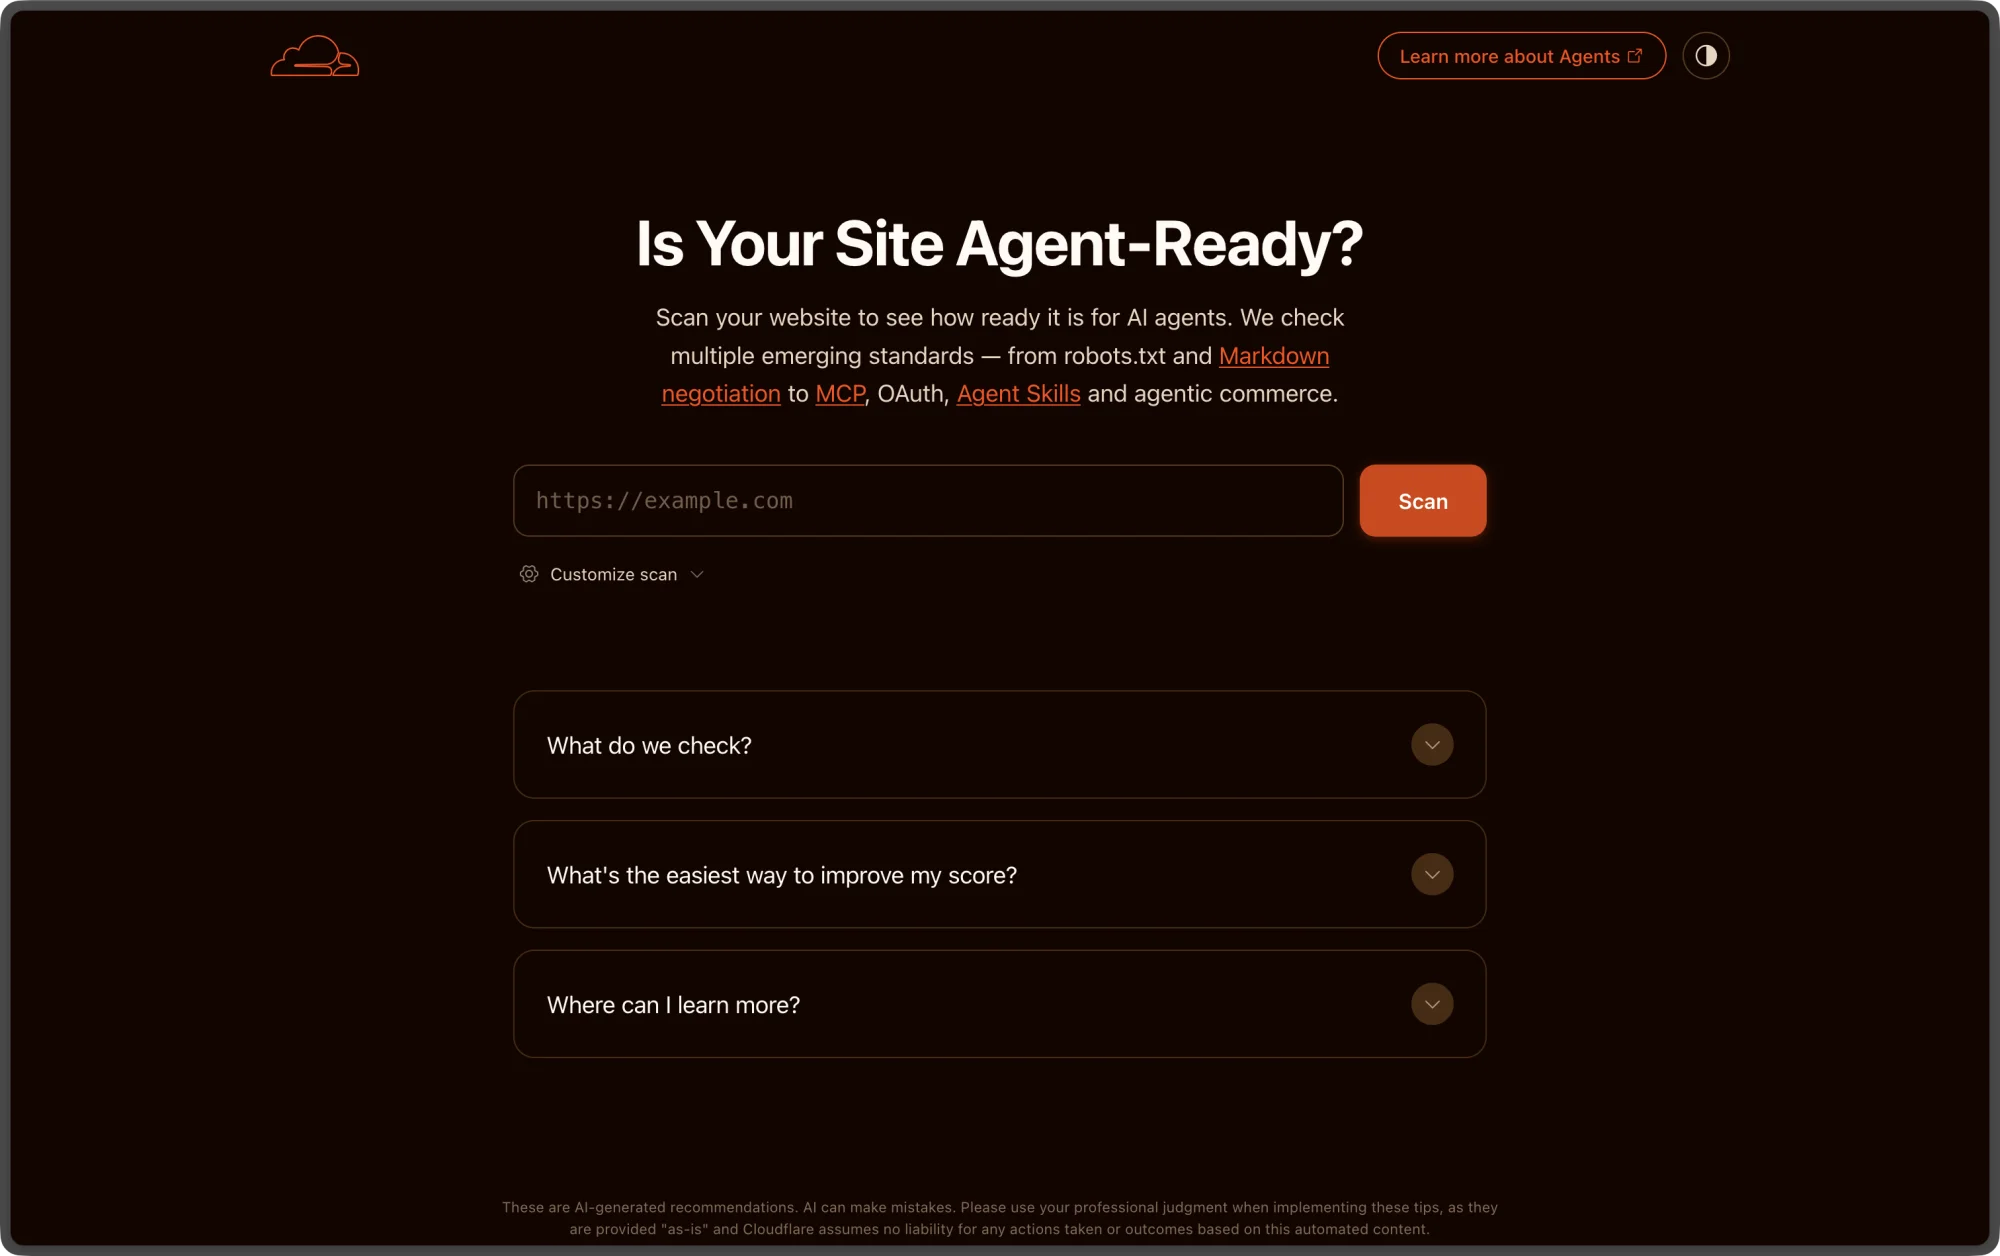 Learn more about Agents
Is Your Site Agent-Ready?
Scan your website to see how ready it is for AI agents. We check
multiple emerging standards — from robots.txt and Markdown
negotiation to MCP, OAuth, Agent Skills and agentic commerce.
https://example.com
Scan
Customize scan
What do we check?
What's the easiest way to improve my score?
Where can I learn more?
These are AI-generated recommendations. AI can make mistakes. Please use your professional judgment when implementing these tips, as they
are provided "as-is" and Cloudflare assumes no liability for any actions taken or outcomes based on this automated content.